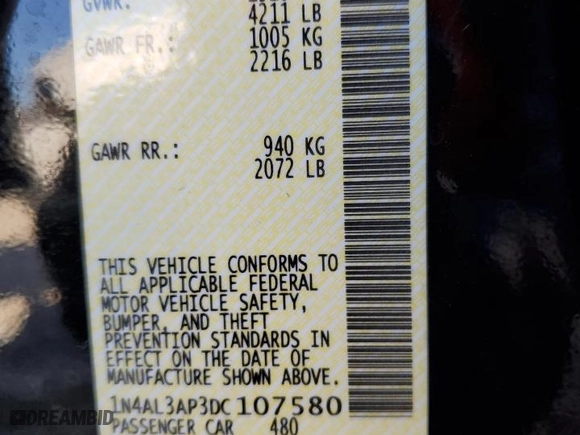 GVWR:
4211 LB
GAWR FR.: 1005 KG
2216 LB
GAWR RR.: 940 KG
2072 LB
THIS VEHICLE CONFORMS TO
ALL APPLICABLE FEDERAL
MOTOR VEHICLE SAFETY,
BUMPER, AND THEFT
PREVENTION STANDARDS IN
EFFECT ON THE DATE OF
MANUFACTURE SHOWN ABOVE.
1N4AL3AP3DC107580
PASSENGER CAR 480
DREAMBID